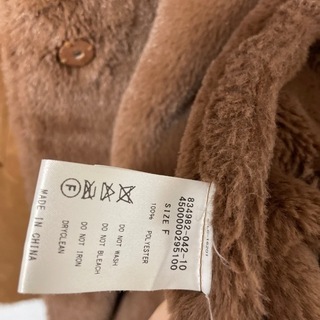 834982-042-10
4500000295100
SIZE F
100% POLYESTER
DO NOT WASH
DO NOT BLEACH
DO NOT IRON
DRYCLEAN
F
MADE IN CHINA